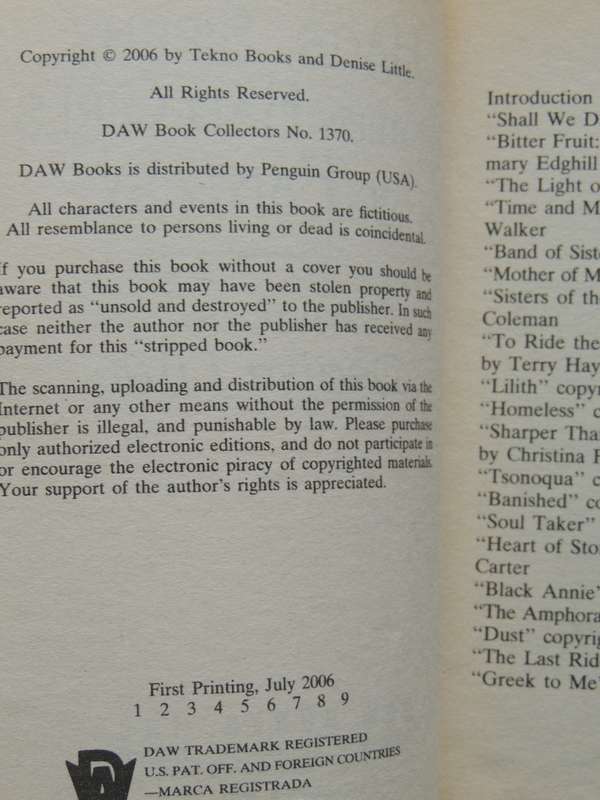 Copyright © 2006 by Tekno Books and Denise Little.
All Rights Reserved.
DAW Book Collectors No. 1370.
DAW Books is distributed by Penguin Group (USA).
All characters and events in this book are fictitious.
All resemblance to persons living or dead is coincidental.
If you purchase this book without a cover you should be
aware that this book may have been stolen property and
reported as “unsold and destroyed” to the publisher. In such
case neither the author nor the publisher has received any
payment for this “stripped book.”
The scanning, uploading and distribution of this book via the
Internet or any other means without the permission of the
publisher is illegal, and punishable by law. Please purchase
only authorized electronic editions, and do not participate in
or encourage the electronic piracy of copyrighted materials.
Your support of the author’s rights is appreciated.
First Printing, July 2006
1 2 3 4 5 6 7 8 9
DAW TRADEMARK REGISTERED
U.S. PAT. OFF. AND FOREIGN COUNTRIES
—MARCA REGISTRADA
Introduction
“Shall We D
“Bitter Fruit:
mary Edghill
“The Light o
“Time and M
Walker
“Band of Siste
“Mother of M
“Sisters of the
Coleman
“To Ride the
by Terry Hay
“Lilith” copyr
“Homeless” c
“Sharper Tha
by Christina F
“Tsonoqua” c
“Banished” co
“Soul Taker”
“Heart of Sto
Carter
“Black Annie”
“The Amphora
“Dust” copyrig
“The Last Rid
“Greek to Me”